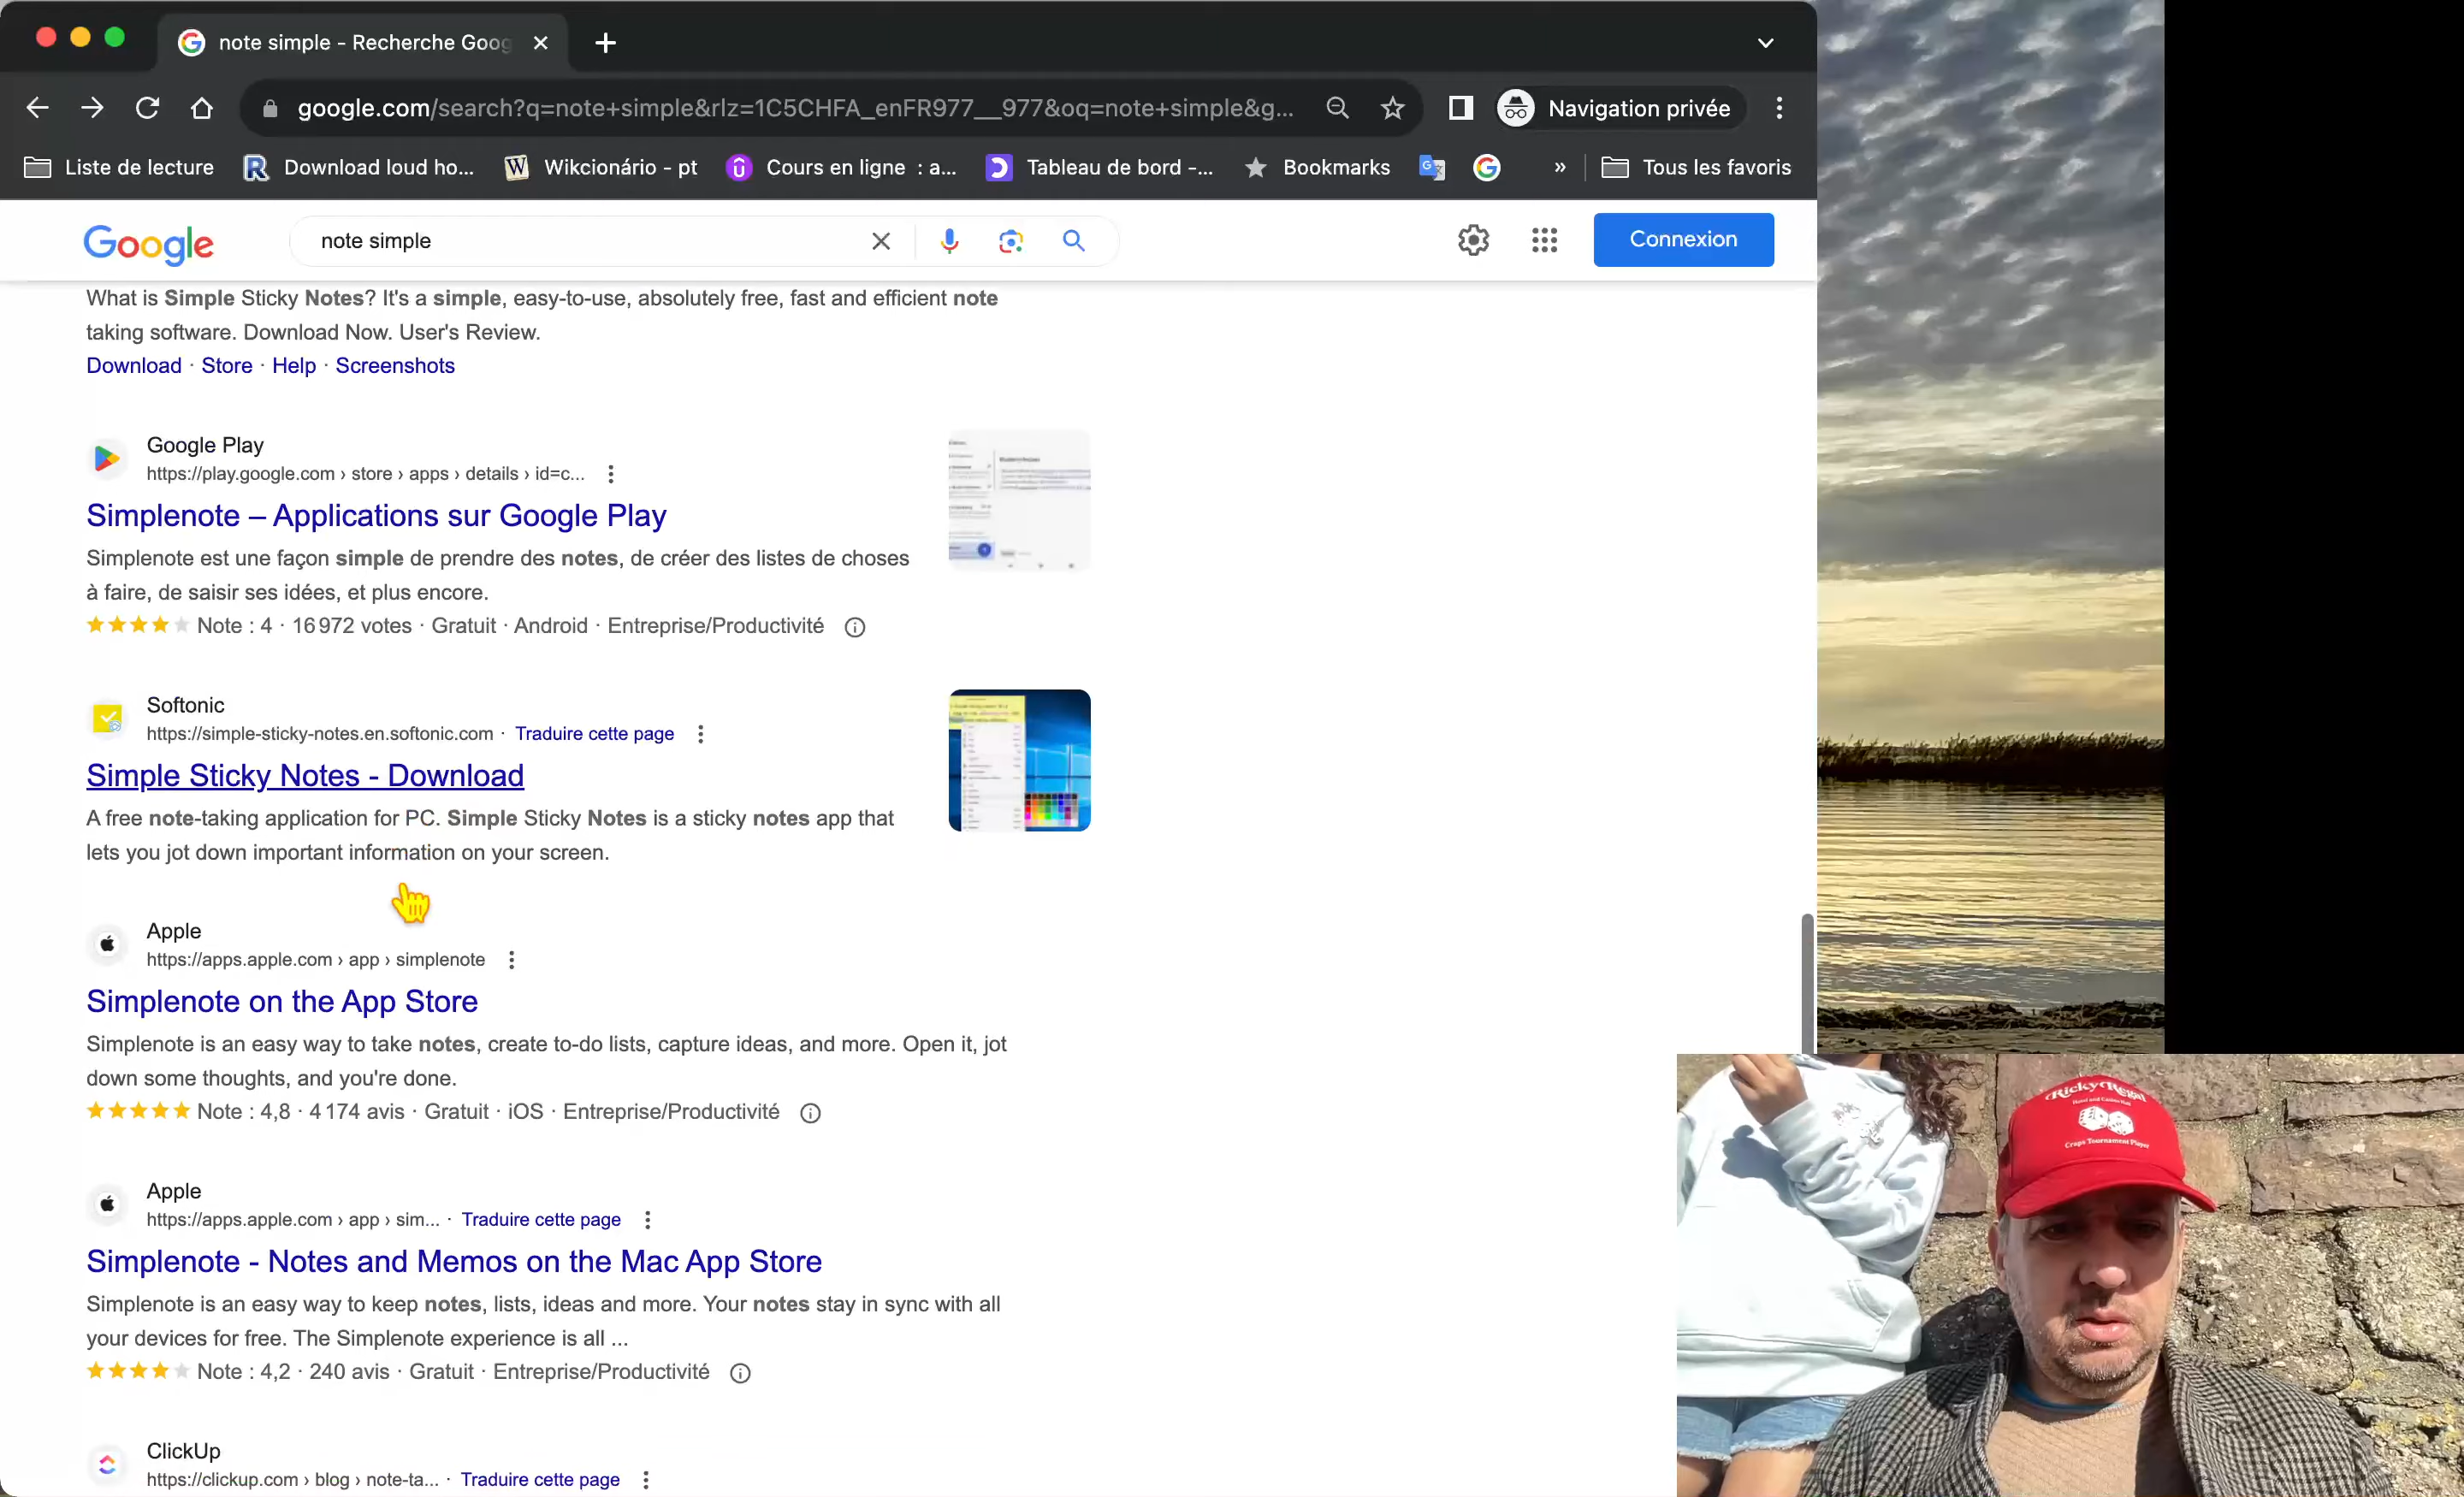 note simple - Recherche Goog
google.com/search?q=note+simple&rlz=1C5CHFA_enFR977__977&oq=note+simple&g...
Navigation privée
Liste de lecture
Download loud ho...
Wikcionário - pt
Cours en ligne : a...
Tableau de bord -...
Bookmarks
»
Tous les favoris
Google
note simple
Connexion
What is Simple Sticky Notes? It's a simple, easy-to-use, absolutely free, fast and efficient note
taking software. Download Now. User's Review.
Download · Store · Help · Screenshots
Google Play
https://play.google.com › store › apps › details › id=c...
Simplenote – Applications sur Google Play
Simplenote est une façon simple de prendre des notes, de créer des listes de choses
à faire, de saisir ses idées, et plus encore.
Note : 4 · 16 972 votes · Gratuit · Android · Entreprise/Productivité
Softonic
https://simple-sticky-notes.en.softonic.com · Traduire cette page
Simple Sticky Notes - Download
A free note-taking application for PC. Simple Sticky Notes is a sticky notes app that
lets you jot down important information on your screen.
Apple
https://apps.apple.com › app › simplenote
Simplenote on the App Store
Simplenote is an easy way to take notes, create to-do lists, capture ideas, and more. Open it, jot
down some thoughts, and you're done.
Note : 4,8 · 4 174 avis · Gratuit · iOS · Entreprise/Productivité
Apple
https://apps.apple.com › app › sim... · Traduire cette page
Simplenote - Notes and Memos on the Mac App Store
Simplenote is an easy way to keep notes, lists, ideas and more. Your notes stay in sync with all
your devices for free. The Simplenote experience is all ...
Note : 4,2 · 240 avis · Gratuit · Entreprise/Productivité
ClickUp
https://clickup.com › blog › note-ta... · Traduire cette page
Ricky Regal
Hotel and Casino
Craps Tournament Player